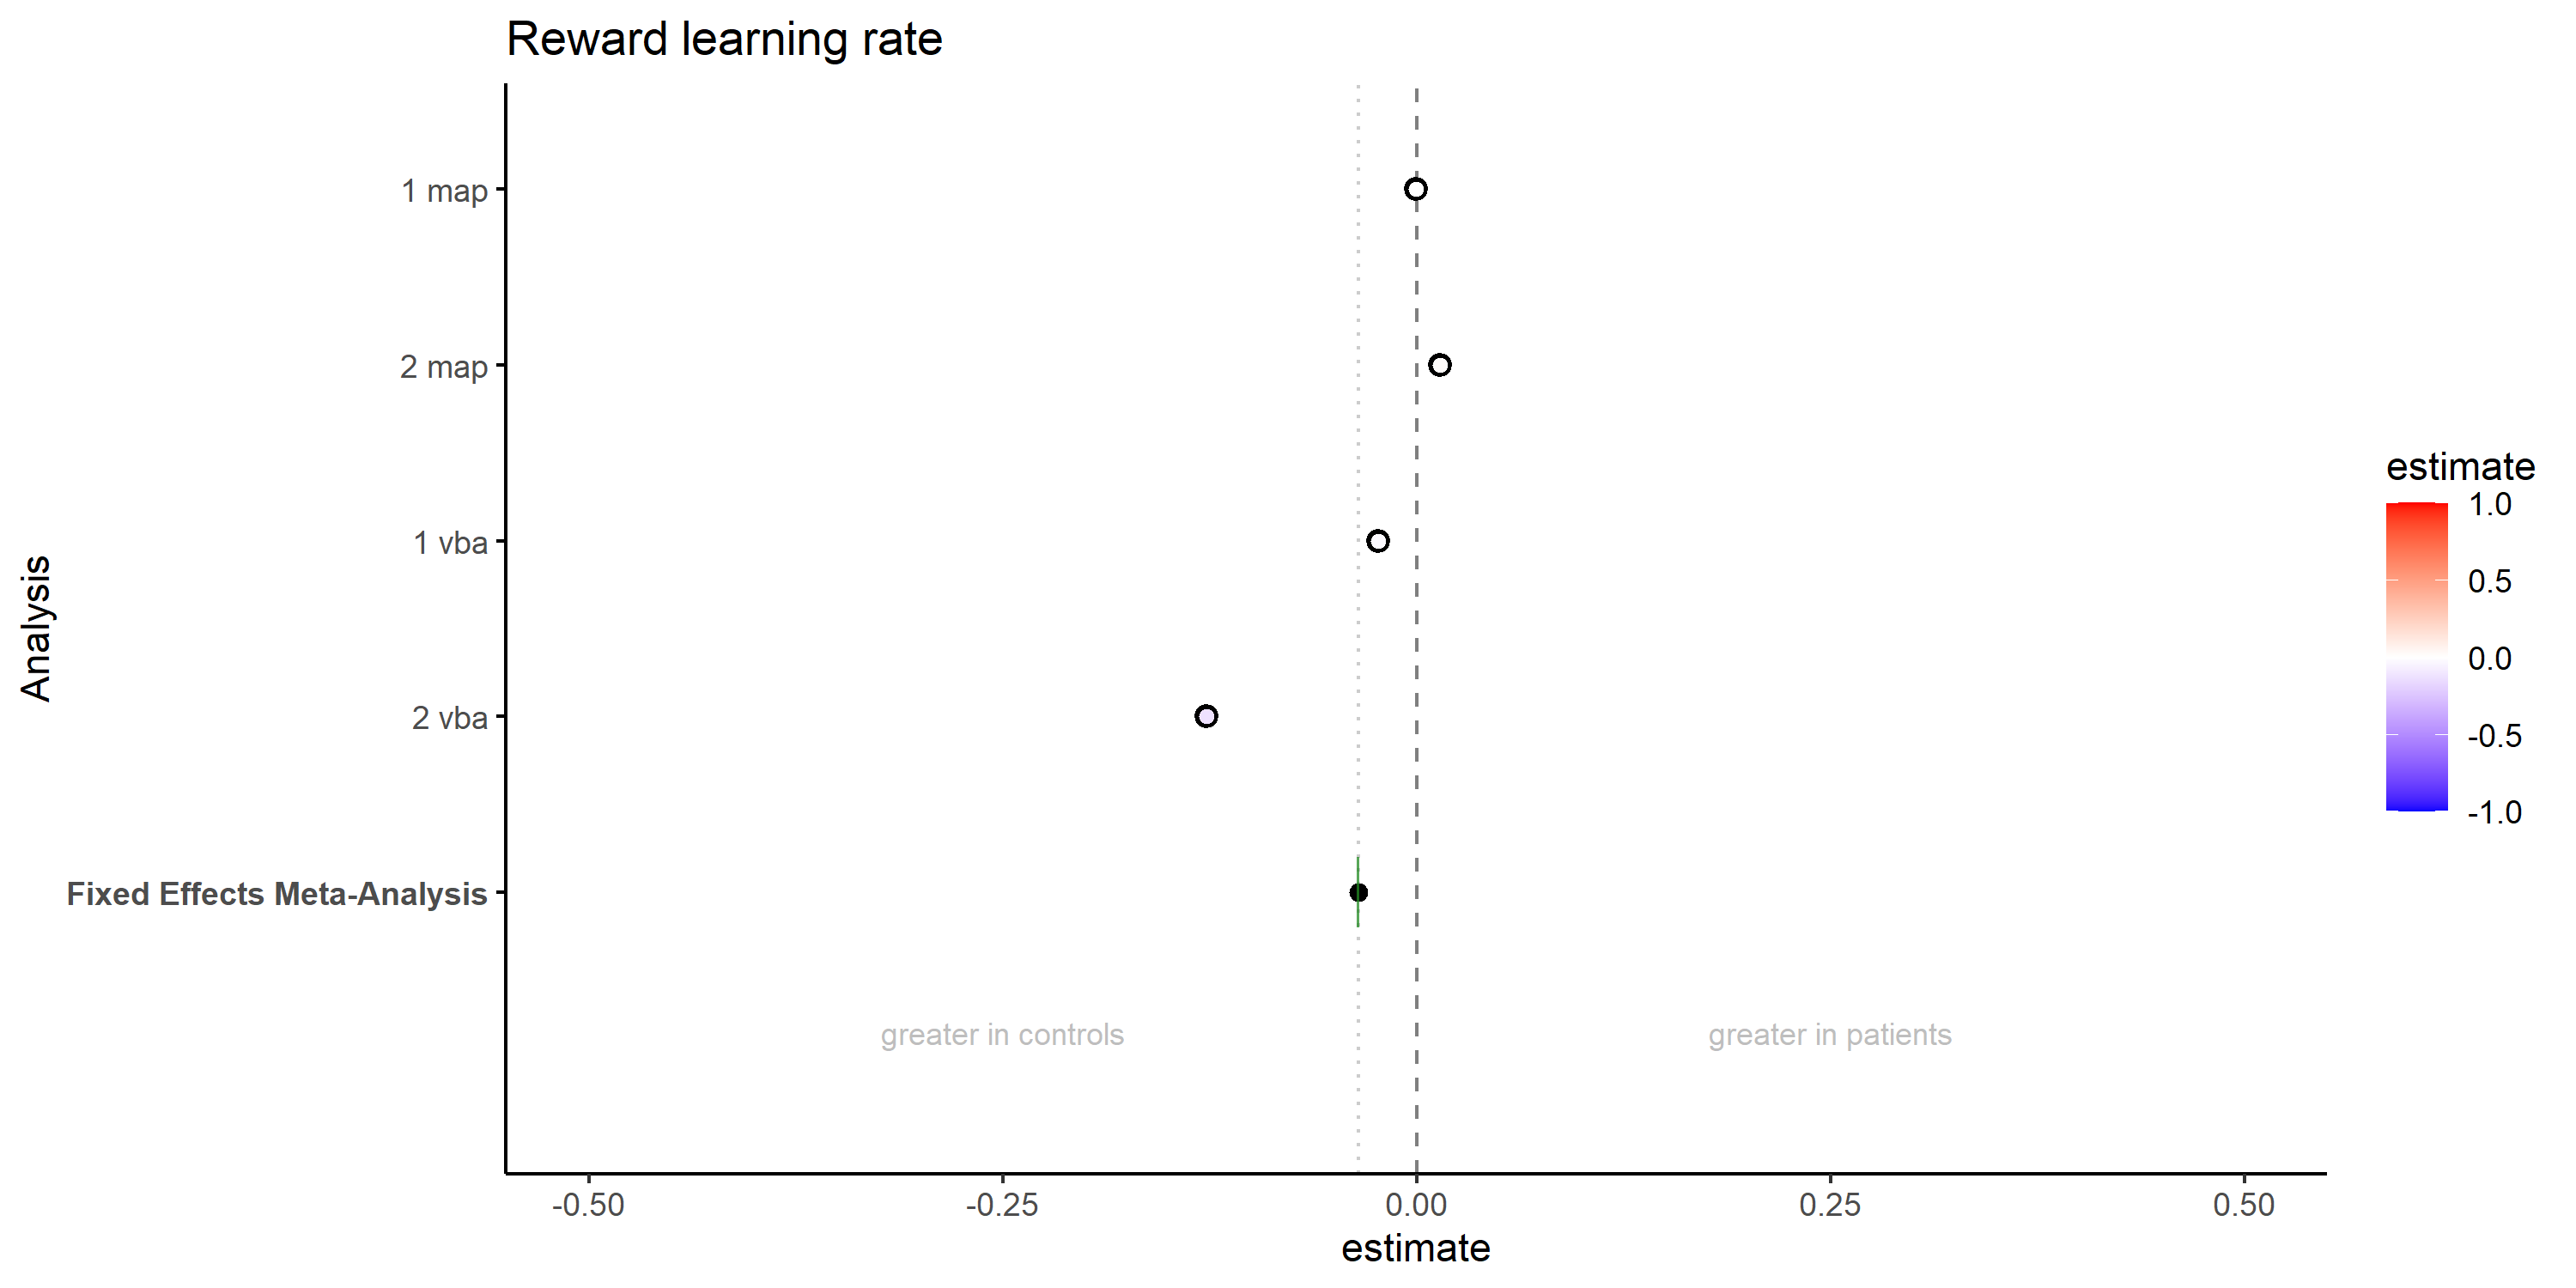 Reward learning rate
1 map
2 map
1 vba
2 vba
Fixed Effects Meta-Analysis
Analysis
greater in controls
greater in patients
-0.50
-0.25
0.00
0.25
0.50
estimate
estimate
1.0
0.5
0.0
-0.5
-1.0